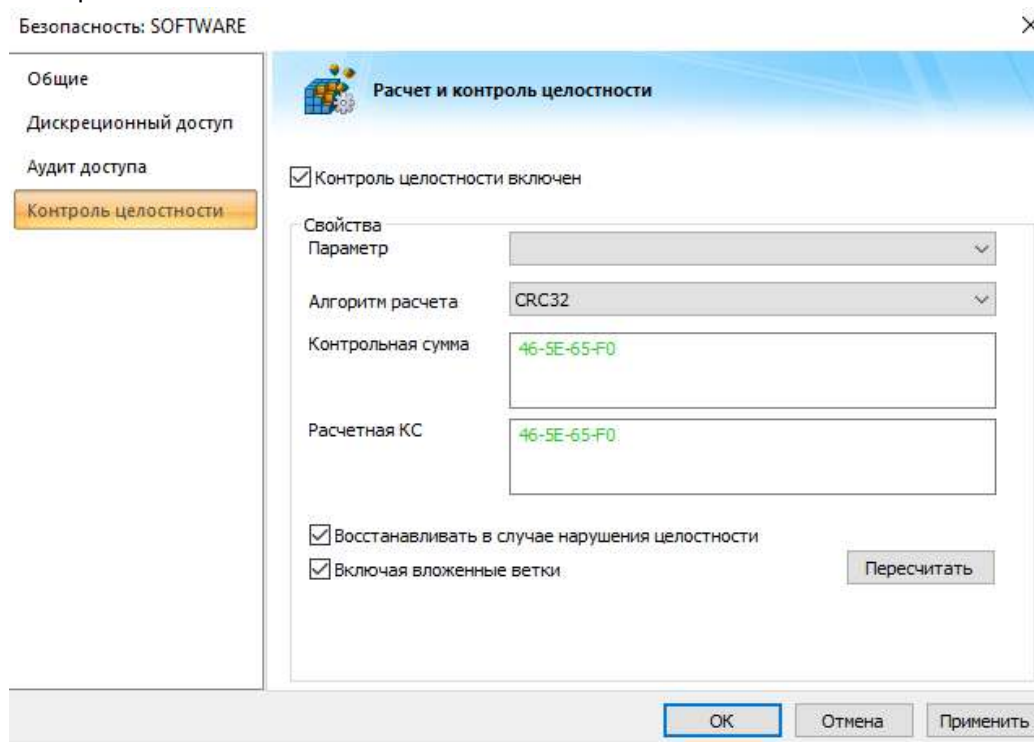 Безопасность: SOFTWARE
Общие
Дискреционный доступ
Аудит доступа
Контроль целостности
Расчет и контроль целостности
Контроль целостности включен
Свойства
Параметр
Алгоритм расчета
CRC32
Контрольная сумма
46-5E-65-F0
Расчетная КС
46-5E-65-F0
Восстанавливать в случае нарушения целостности
Включая вложенные ветки
Пересчитать
ОК
Отмена
Применить